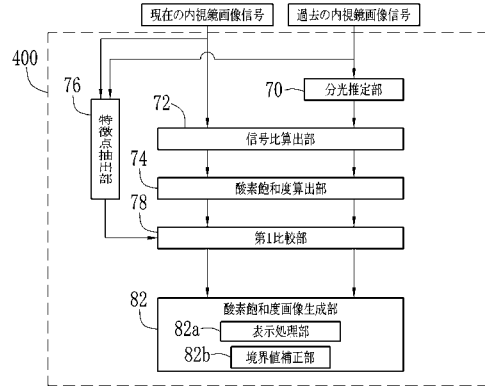 現在の内視鏡画像信号
過去の内視鏡画像信号
400
76
特徴点抽出部
70
分光推定部
72
信号比算出部
74
酸素飽和度算出部
78
第1比較部
82
酸素飽和度画像生成部
82a
表示処理部
82b
境界値補正部